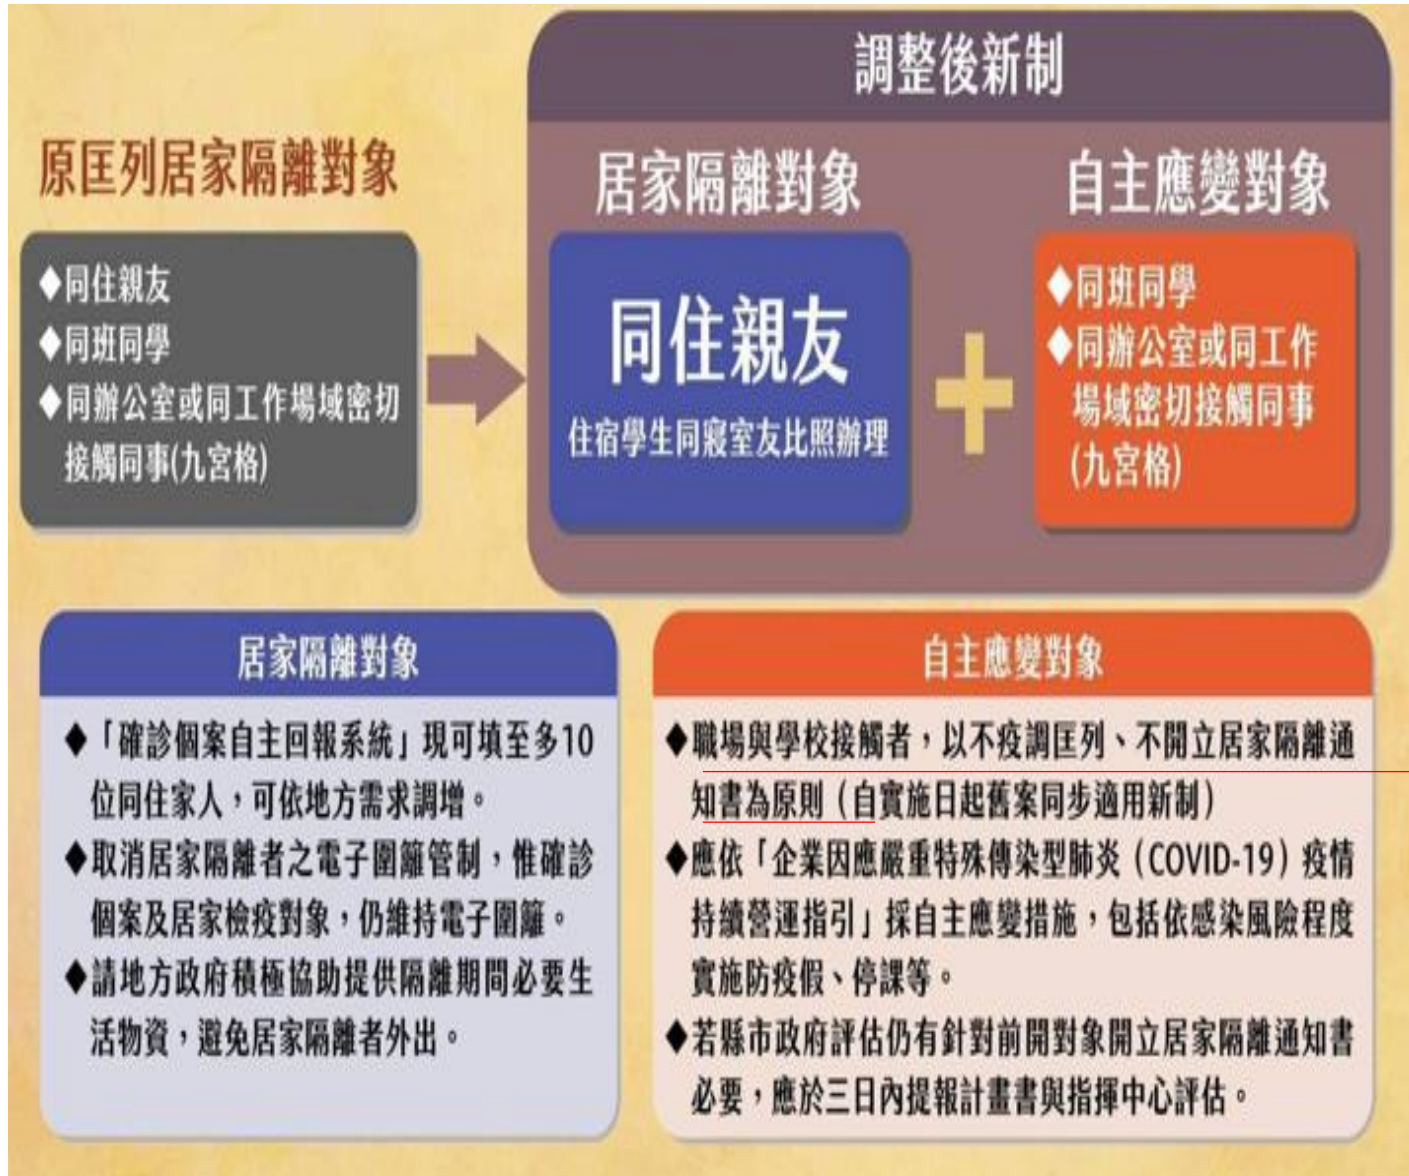 調整後新制
原匡列居家隔離對象
◆同住親友
◆同班同學
◆同辦公室或同工作場域密切
接觸同事(九宮格)
居家隔離對象
同住親友
住宿學生同寢室友比照辦理
自主應變對象
◆同班同學
◆同辦公室或同工作
場域密切接觸同事
(九宮格)
居家隔離對象
◆「確診個案自主回報系統」現可填至多10
位同住家人，可依地方需求調增。
◆取消居家隔離者之電子圍籬管制，惟確診
個案及居家檢疫對象，仍維持電子圍籬。
◆請地方政府積極協助提供隔離期間必要生
活物資，避免居家隔離者外出。
自主應變對象
◆職場與學校接觸者，以不疫調匡列、不開立居家隔離通
知書為原則（自實施日起舊案同步適用新制）
◆應依「企業因應嚴重特殊傳染型肺炎（COVID-19）疫情
持續營運指引」採自主應變措施，包括依感染風險程度
實施防疫假、停課等。
◆若縣市政府評估仍有針對前開對象開立居家隔離通知書
必要，應於三日內提報計畫書與指揮中心評估。